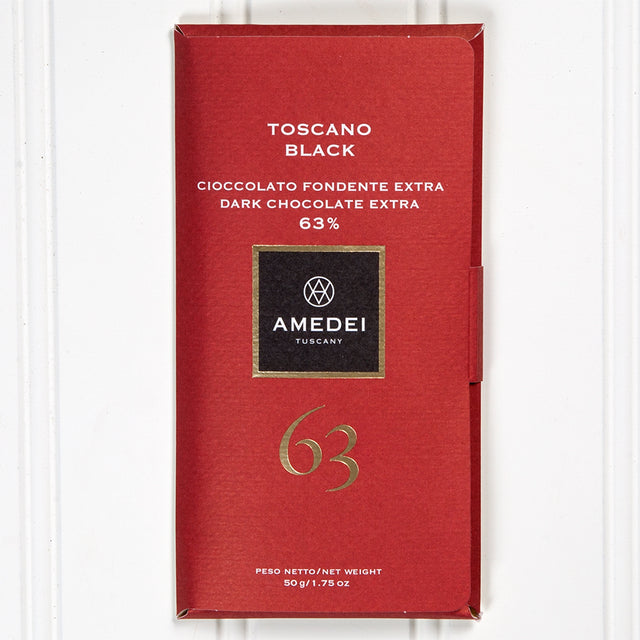 TOSCANO
BLACK
CIOCCOLATO FONDENTE EXTRA
DARK CHOCOLATE EXTRA
63%
AMEDEI
TUSCANY
63
PESO NETTO/NET WEIGHT
50g/1.75 oz